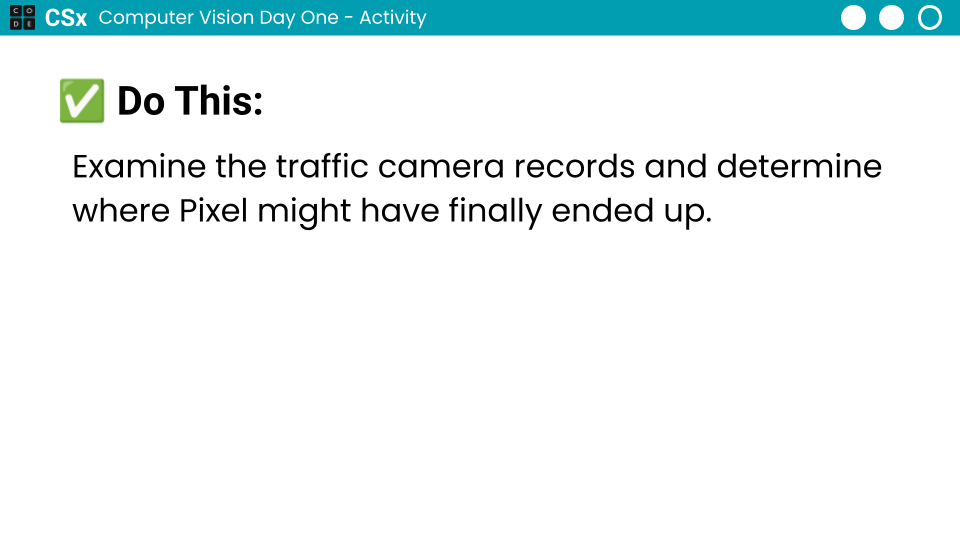 CODE CSx Computer Vision Day One - Activity
Do This:
Examine the traffic camera records and determine
where Pixel might have finally ended up.